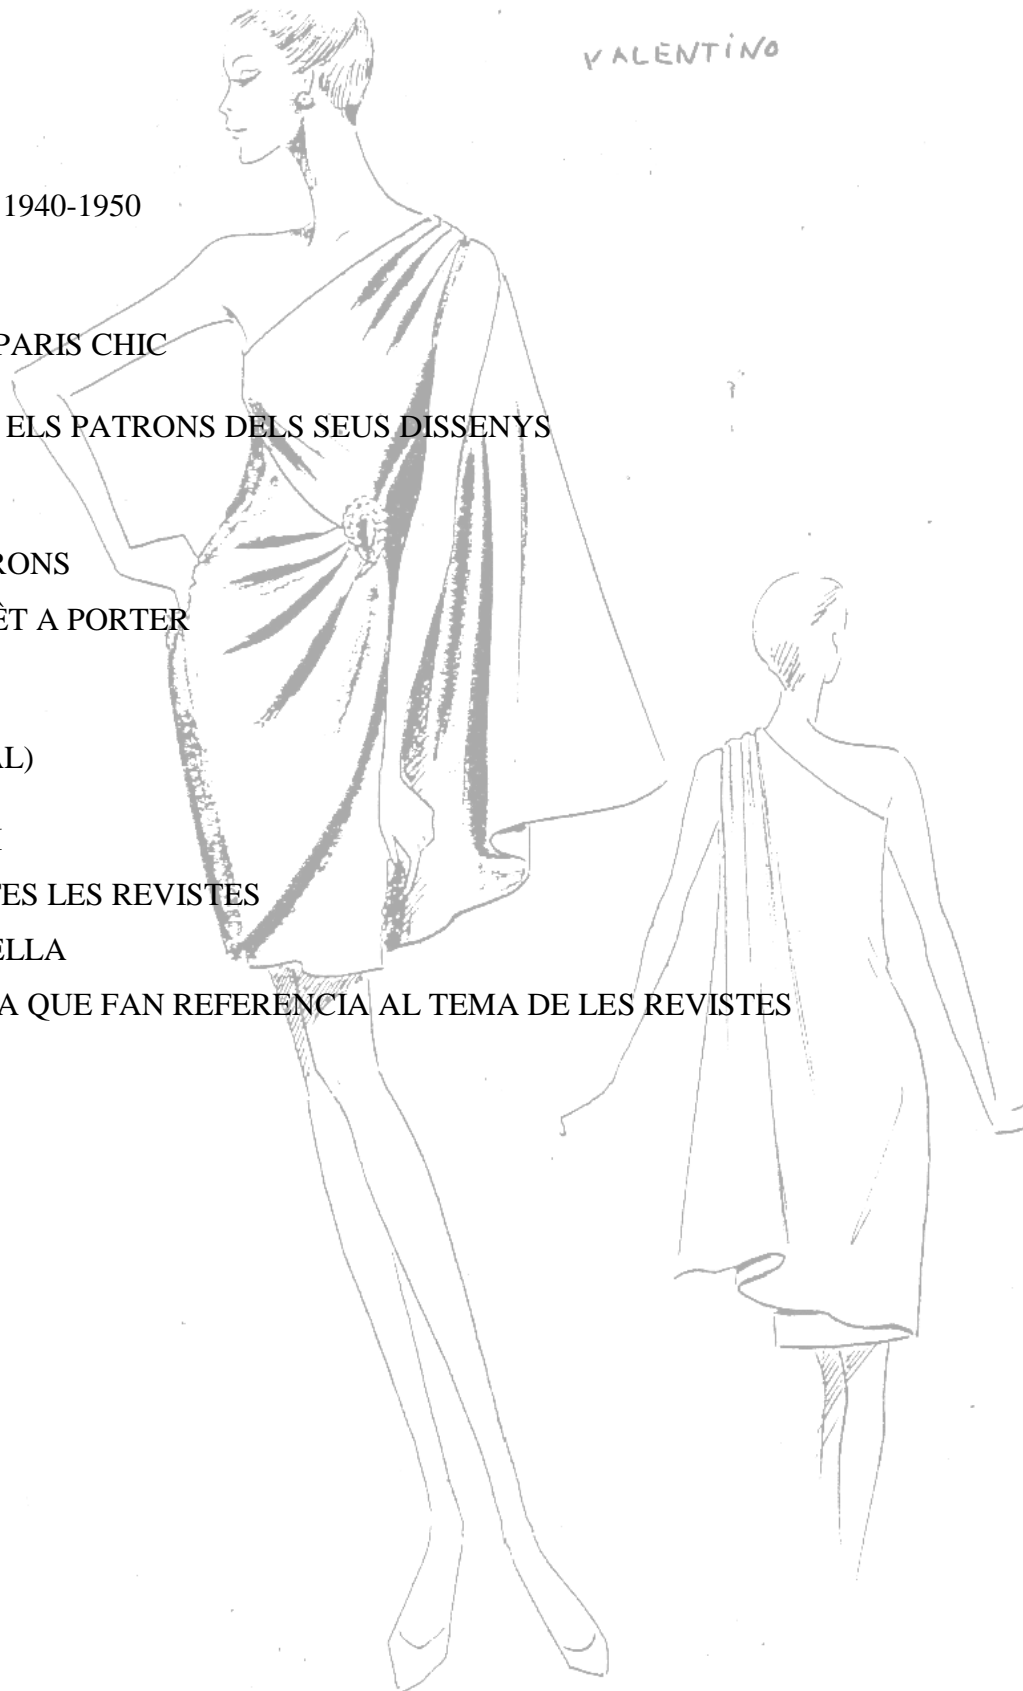 VALENTINO
1940-1950
PARIS CHIC
ELS PATRONS DELS SEUS DISSENYS
RONS
ÊT A PORTER
AL)
TES LES REVISTES
ELLA
A QUE FAN REFERENCIA AL TEMA DE LES REVISTES